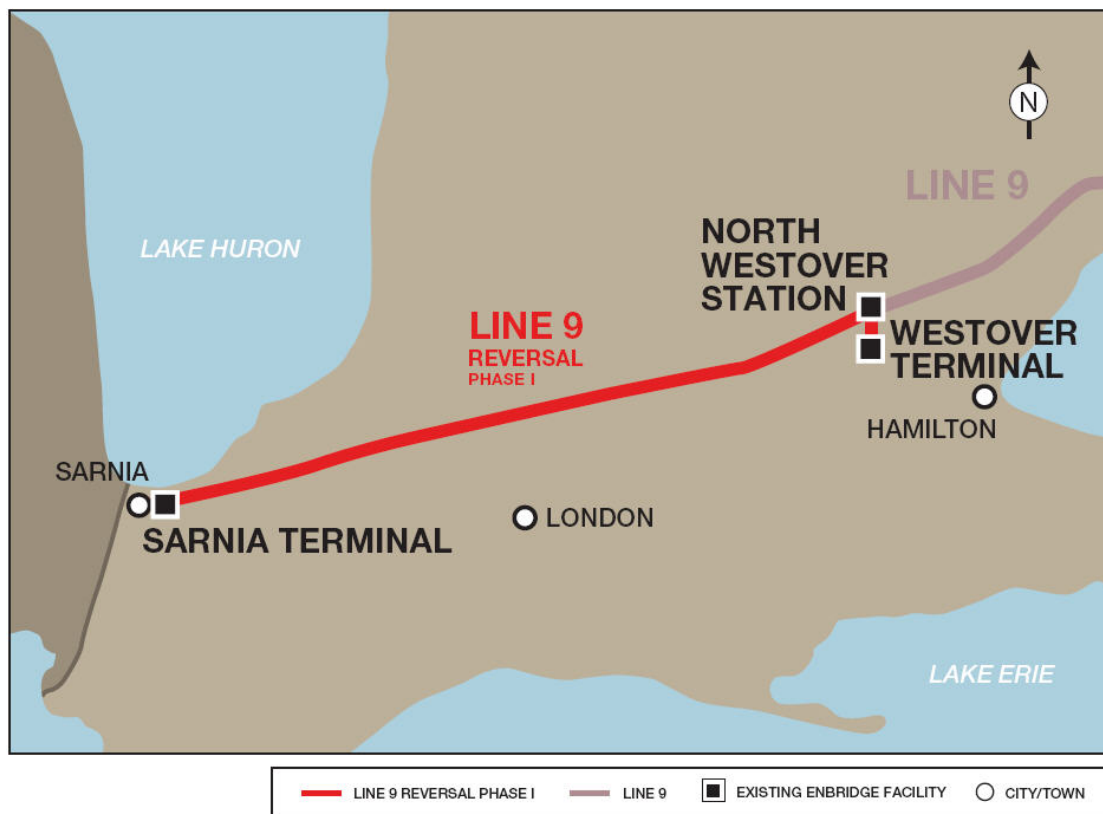 N
LINE 9
LAKE HURON
NORTH
WESTOVER
STATION
LINE 9
REVERSAL
PHASE I
WESTOVER
TERMINAL
HAMILTON
SARNIA
SARNIA TERMINAL
LONDON
LAKE ERIE
LINE 9 REVERSAL PHASE I
LINE 9
EXISTING ENBRIDGE FACILITY
CITY/TOWN